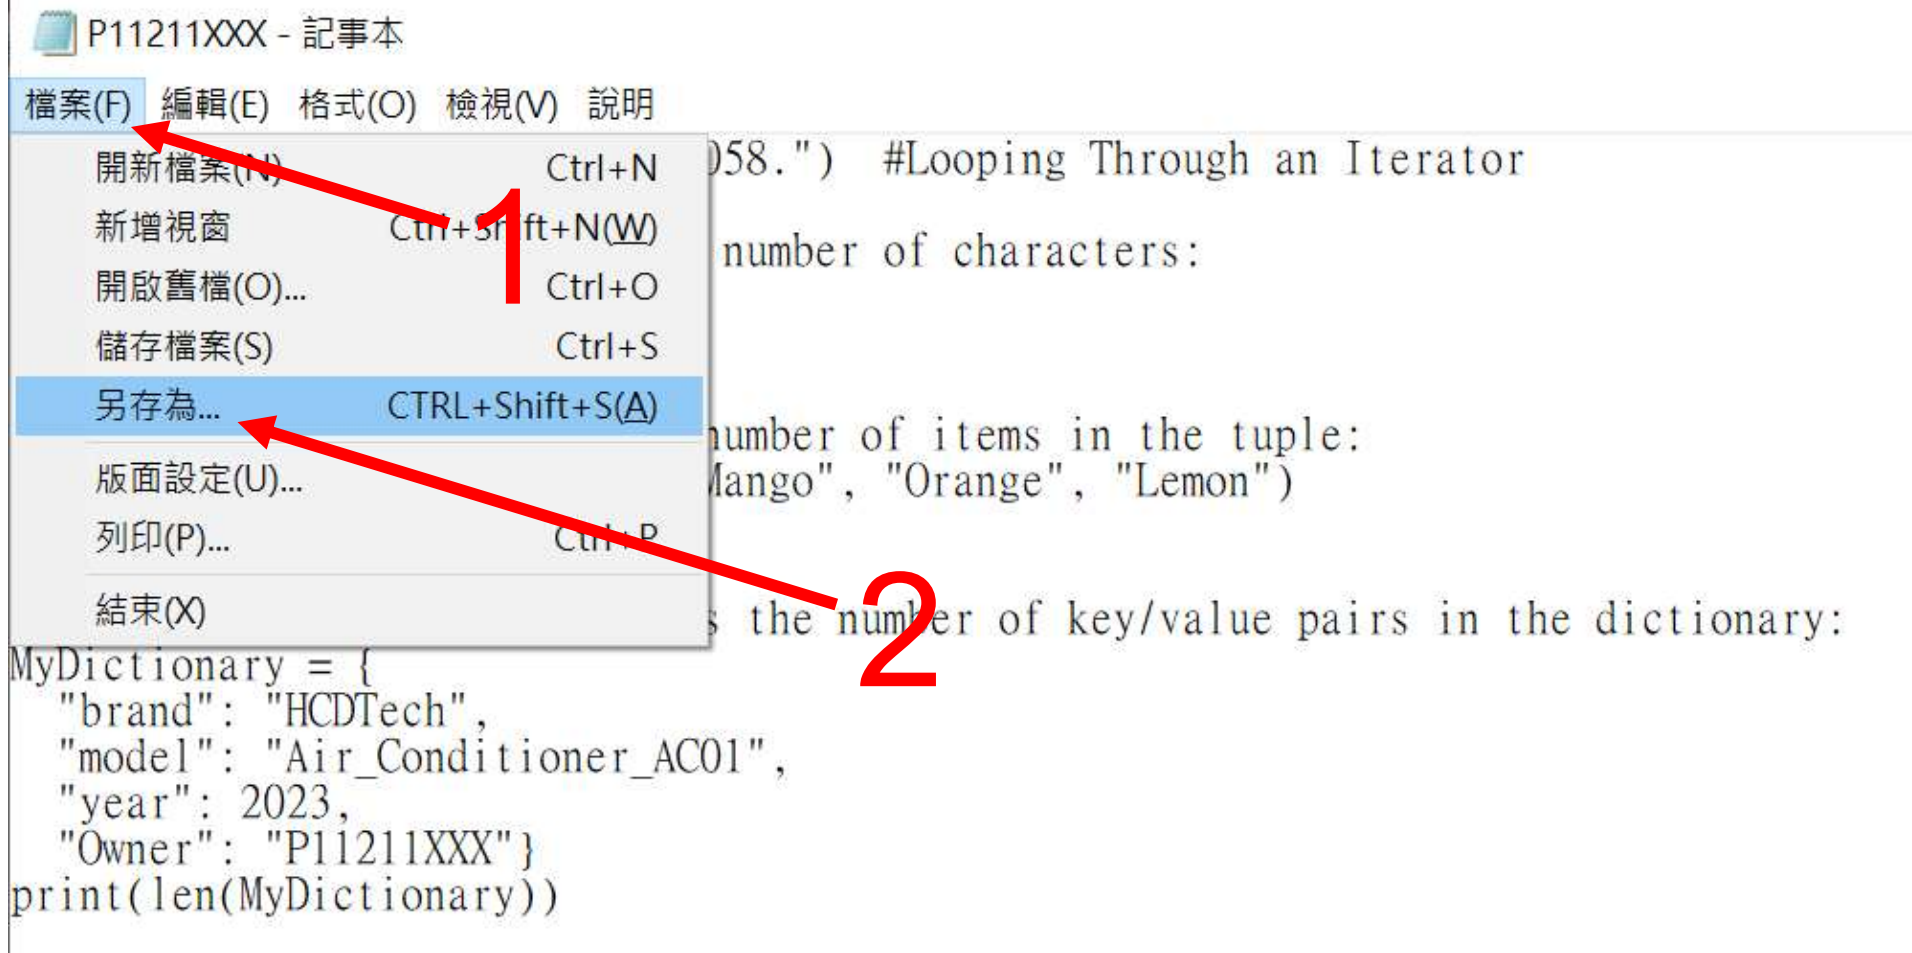 P11211XXX - 記事本
檔案(F) 編輯(E) 格式(O) 檢視(V) 說明
開新檔案(N) Ctrl+N
新增視窗 Ctrl+Shift+N(W)
開啟舊檔(O)... Ctrl+O
儲存檔案(S) Ctrl+S
另存為... CTRL+Shift+S(A)
版面設定(U)...
列印(P)... Ctrl+P
結束(X)
1
2
058.") #Looping Through an Iterator
number of characters:
number of items in the tuple:
Mango", "Orange", "Lemon")
s the number of key/value pairs in the dictionary:
MyDictionary = {
"brand": "HCDTech",
"model": "Air_Conditioner_AC01",
"year": 2023,
"Owner": "P11211XXX"}
print(len(MyDictionary))